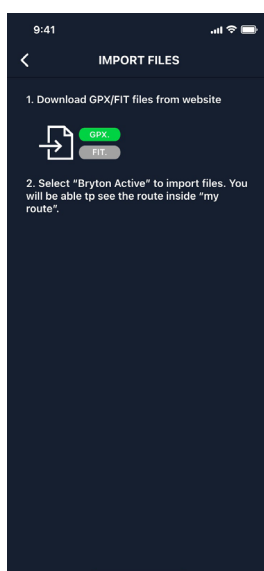 9:41
IMPORT FILES
1. Download GPX/FIT files from website
GPX.
FIT.
2. Select "Bryton Active" to import files. You
will be able tp see the route inside "my
route".